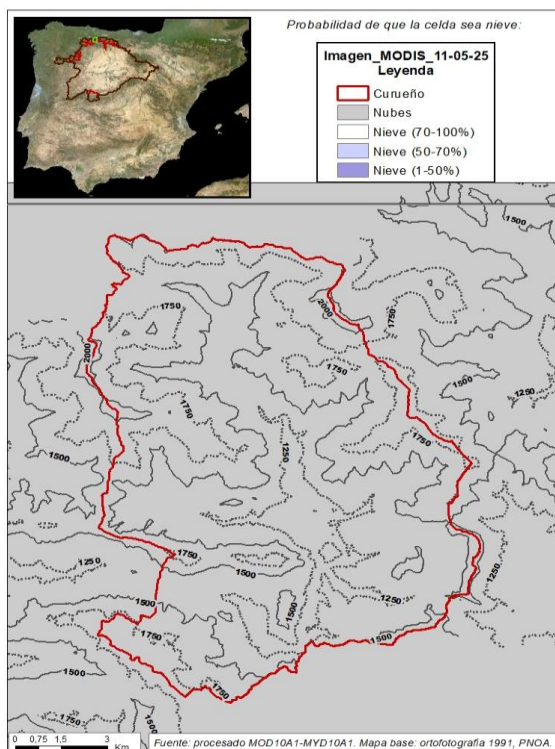 Probabilidad de que la celda sea nieve:
Imagen_MODIS_11-05-25
Leyenda
Curueño
Nubes
Nieve (70-100%)
Nieve (50-70%)
Nieve (1-50%)
1500
1750
2000
1750
2000
1750
1500
1250
1750
1250
1750
1500
1750
1500
1250
1250
1500
1500
1250
1750
1500
1500
1750
1750
1500
0 0,75 1,5 3
Km
Fuente: procesado MOD10A1-MYD10A1. Mapa base: ortofotografía 1991, PNOA.